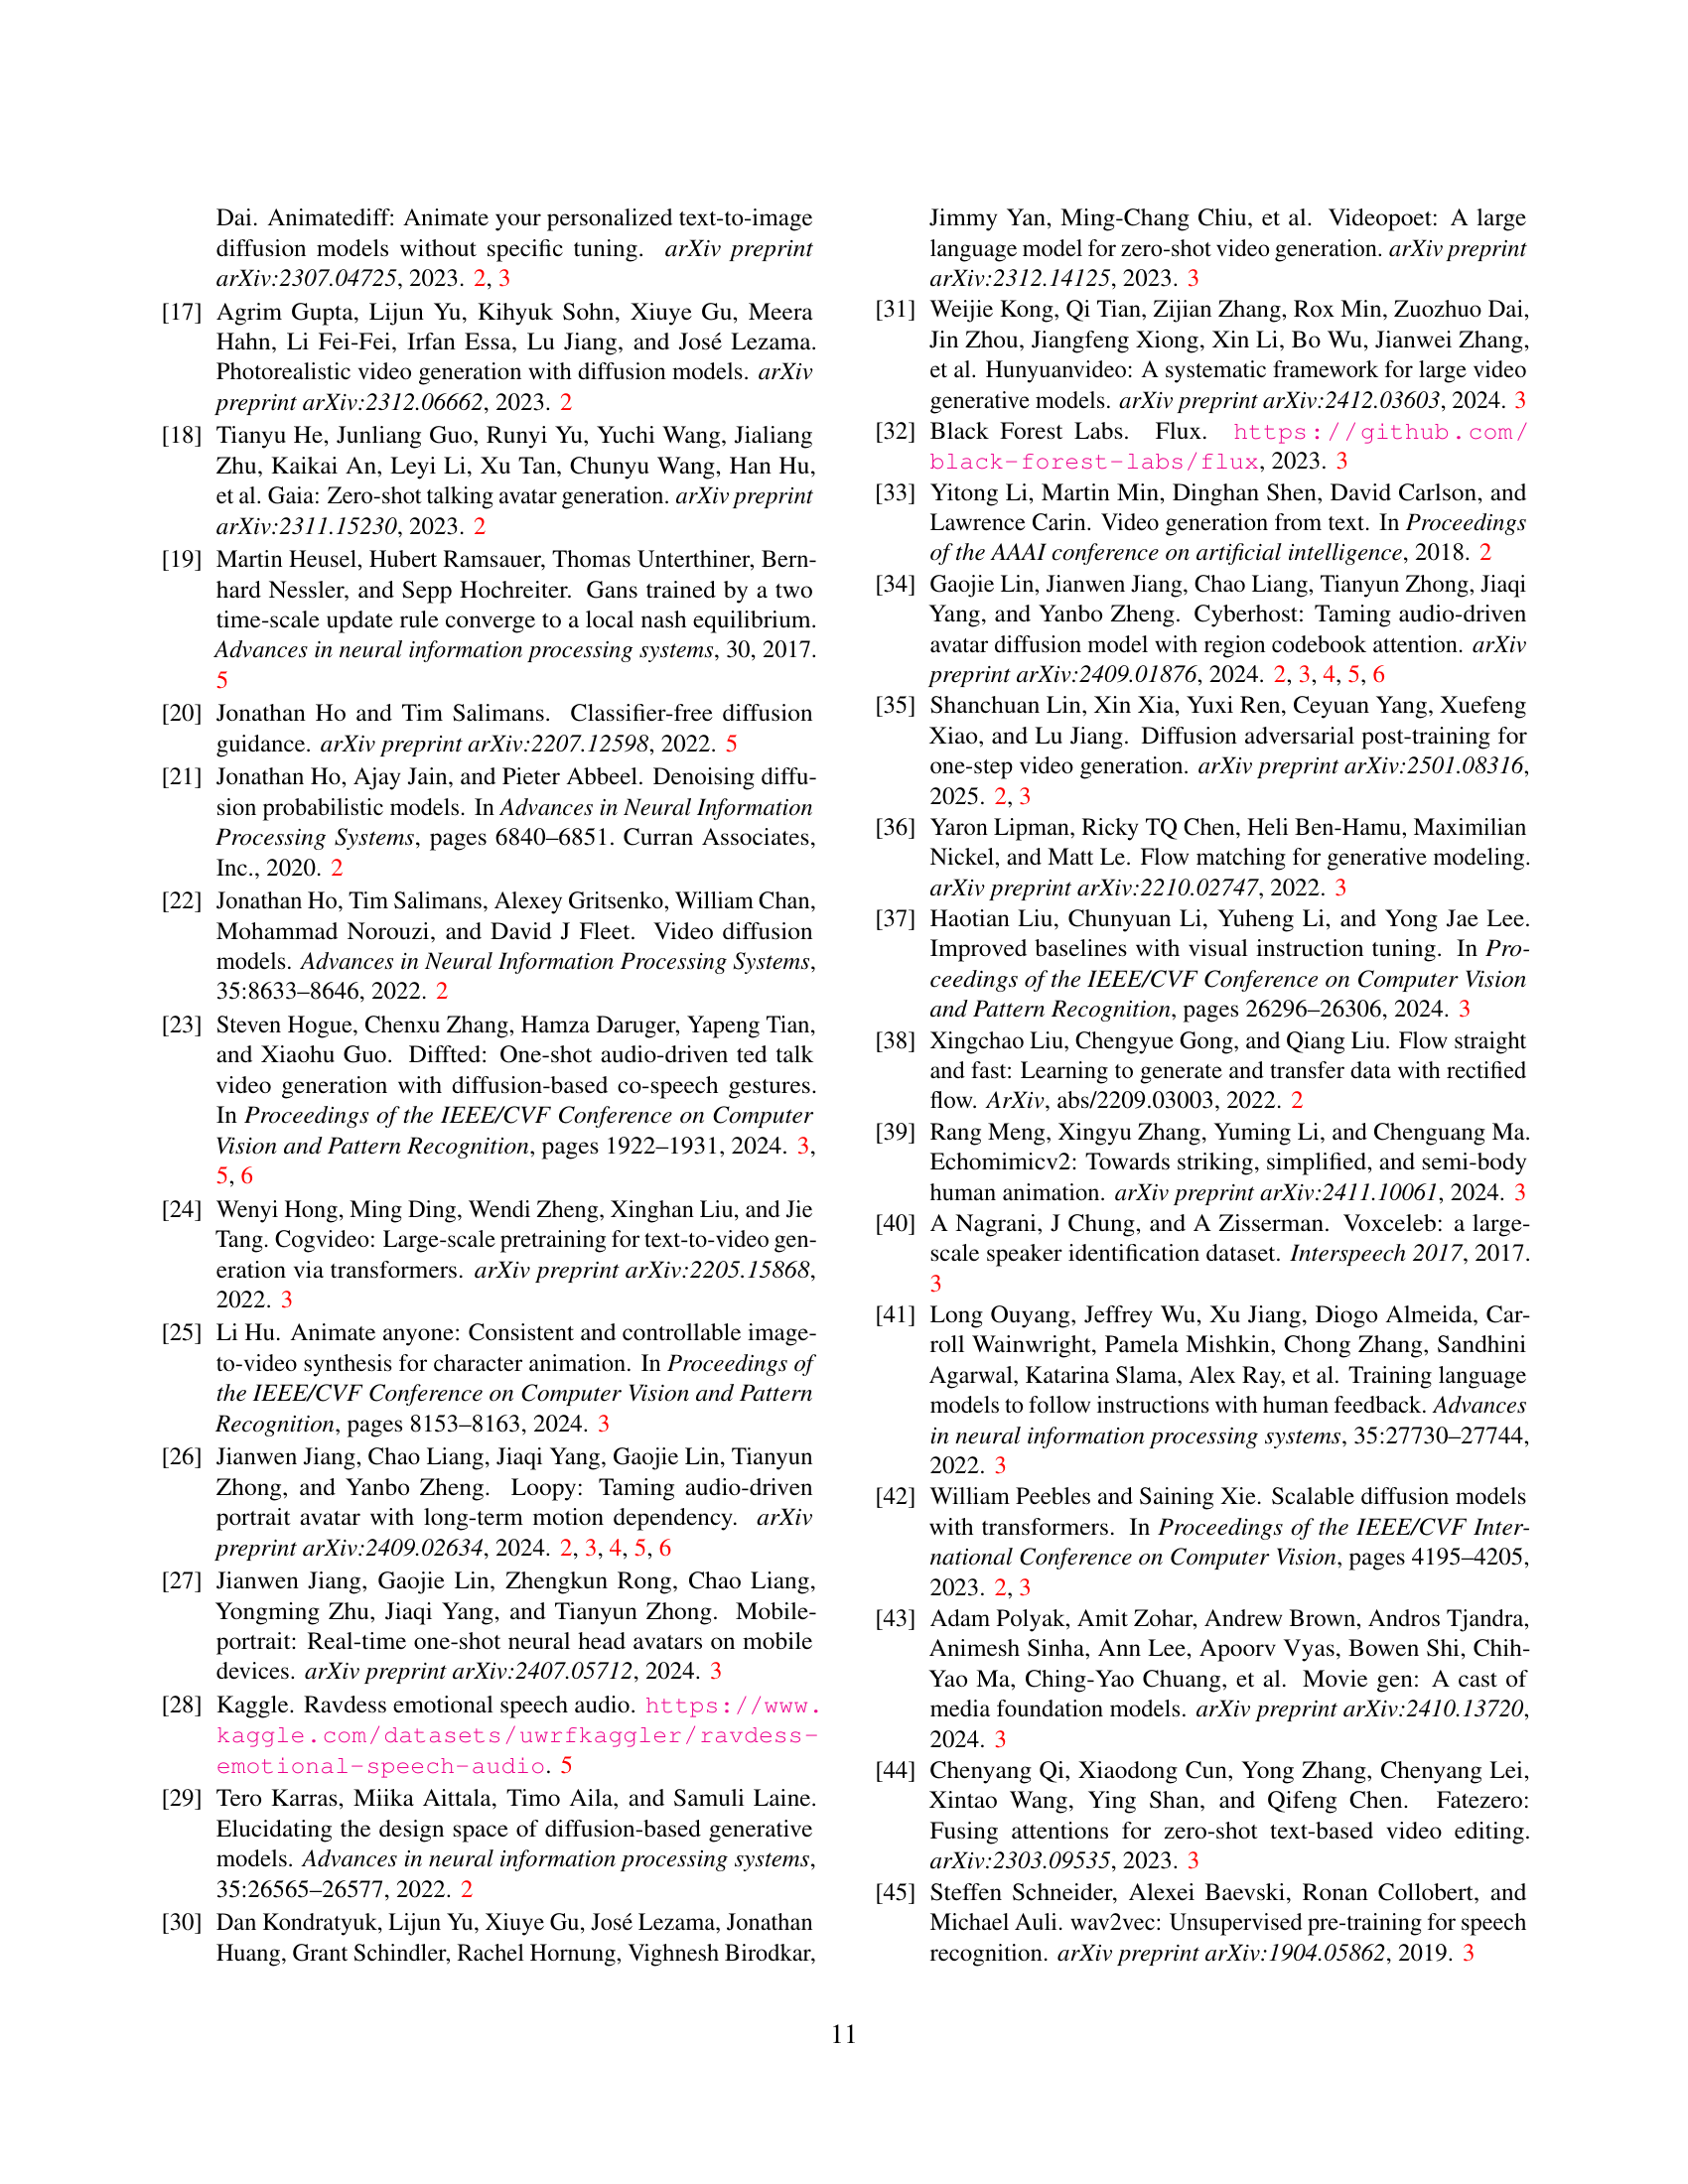 Dai. Animatediff: Animate your personalized text-to-image
diffusion models without specific tuning. arXiv preprint
arXiv:2307.04725, 2023. 2, 3
[17] Agrim Gupta, Lijun Yu, Kihyuk Sohn, Xiuye Gu, Meera
Hahn, Li Fei-Fei, Irfan Essa, Lu Jiang, and José Lezama.
Photorealistic video generation with diffusion models. arXiv
preprint arXiv:2312.06662, 2023. 2
[18] Tianyu He, Junliang Guo, Runyi Yu, Yuchi Wang, Jialiang
Zhu, Kaikai An, Leyi Li, Xu Tan, Chunyu Wang, Han Hu,
et al. Gaia: Zero-shot talking avatar generation. arXiv preprint
arXiv:2311.15230, 2023. 2
[19] Martin Heusel, Hubert Ramsauer, Thomas Unterthiner, Bern-
hard Nessler, and Sepp Hochreiter. Gans trained by a two
time-scale update rule converge to a local nash equilibrium.
Advances in neural information processing systems, 30, 2017.
5
[20] Jonathan Ho and Tim Salimans. Classifier-free diffusion
guidance. arXiv preprint arXiv:2207.12598, 2022. 5
[21] Jonathan Ho, Ajay Jain, and Pieter Abbeel. Denoising diffu-
sion probabilistic models. In Advances in Neural Information
Processing Systems, pages 6840–6851. Curran Associates,
Inc., 2020. 2
[22] Jonathan Ho, Tim Salimans, Alexey Gritsenko, William Chan,
Mohammad Norouzi, and David J Fleet. Video diffusion
models. Advances in Neural Information Processing Systems,
35:8633–8646, 2022. 2
[23] Steven Hogue, Chenxu Zhang, Hamza Daruger, Yapeng Tian,
and Xiaohu Guo. Diffted: One-shot audio-driven ted talk
video generation with diffusion-based co-speech gestures.
In Proceedings of the IEEE/CVF Conference on Computer
Vision and Pattern Recognition, pages 1922–1931, 2024. 3,
5, 6
[24] Wenyi Hong, Ming Ding, Wendi Zheng, Xinghan Liu, and Jie
Tang. Cogvideo: Large-scale pretraining for text-to-video gen-
eration via transformers. arXiv preprint arXiv:2205.15868,
2022. 3
[25] Li Hu. Animate anyone: Consistent and controllable image-
to-video synthesis for character animation. In Proceedings of
the IEEE/CVF Conference on Computer Vision and Pattern
Recognition, pages 8153–8163, 2024. 3
[26] Jianwen Jiang, Chao Liang, Jiaqi Yang, Gaojie Lin, Tianyun
Zhong, and Yanbo Zheng. Loopy: Taming audio-driven
portrait avatar with long-term motion dependency. arXiv
preprint arXiv:2409.02634, 2024. 2, 3, 4, 5, 6
[27] Jianwen Jiang, Gaojie Lin, Zhengkun Rong, Chao Liang,
Yongming Zhu, Jiaqi Yang, and Tianyun Zhong. Mobile-
portrait: Real-time one-shot neural head avatars on mobile
devices. arXiv preprint arXiv:2407.05712, 2024. 3
[28] Kaggle. Ravdess emotional speech audio. https://www.
kaggle.com/datasets/uwrfkaggler/ravdess-
emotional-speech-audio. 5
[29] Tero Karras, Miika Aittala, Timo Aila, and Samuli Laine.
Elucidating the design space of diffusion-based generative
models. Advances in neural information processing systems,
35:26565–26577, 2022. 2
[30] Dan Kondratyuk, Lijun Yu, Xiuye Gu, José Lezama, Jonathan
Huang, Grant Schindler, Rachel Hornung, Vighnesh Birodkar,
Jimmy Yan, Ming-Chang Chiu, et al. Videopoet: A large
language model for zero-shot video generation. arXiv preprint
arXiv:2312.14125, 2023. 3
[31] Weijie Kong, Qi Tian, Zijian Zhang, Rox Min, Zuozhuo Dai,
Jin Zhou, Jiangfeng Xiong, Xin Li, Bo Wu, Jianwei Zhang,
et al. Hunyuanvideo: A systematic framework for large video
generative models. arXiv preprint arXiv:2412.03603, 2024. 3
[32] Black Forest Labs. Flux. https://github.com/
black-forest-labs/flux, 2023. 3
[33] Yitong Li, Martin Min, Dinghan Shen, David Carlson, and
Lawrence Carin. Video generation from text. In Proceedings
of the AAAI conference on artificial intelligence, 2018. 2
[34] Gaojie Lin, Jianwen Jiang, Chao Liang, Tianyun Zhong, Jiaqi
Yang, and Yanbo Zheng. Cyberhost: Taming audio-driven
avatar diffusion model with region codebook attention. arXiv
preprint arXiv:2409.01876, 2024. 2, 3, 4, 5, 6
[35] Shanchuan Lin, Xin Xia, Yuxi Ren, Ceyuan Yang, Xuefeng
Xiao, and Lu Jiang. Diffusion adversarial post-training for
one-step video generation. arXiv preprint arXiv:2501.08316,
2025. 2, 3
[36] Yaron Lipman, Ricky TQ Chen, Heli Ben-Hamu, Maximilian
Nickel, and Matt Le. Flow matching for generative modeling.
arXiv preprint arXiv:2210.02747, 2022. 3
[37] Haotian Liu, Chunyuan Li, Yuheng Li, and Yong Jae Lee.
Improved baselines with visual instruction tuning. In Pro-
ceedings of the IEEE/CVF Conference on Computer Vision
and Pattern Recognition, pages 26296–26306, 2024. 3
[38] Xingchao Liu, Chengyue Gong, and Qiang Liu. Flow straight
and fast: Learning to generate and transfer data with rectified
flow. ArXiv, abs/2209.03003, 2022. 2
[39] Rang Meng, Xingyu Zhang, Yuming Li, and Chenguang Ma.
Echomimicv2: Towards striking, simplified, and semi-body
human animation. arXiv preprint arXiv:2411.10061, 2024. 3
[40] A Nagrani, J Chung, and A Zisserman. Voxceleb: a large-
scale speaker identification dataset. Interspeech 2017, 2017.
3
[41] Long Ouyang, Jeffrey Wu, Xu Jiang, Diogo Almeida, Car-
roll Wainwright, Pamela Mishkin, Chong Zhang, Sandhini
Agarwal, Katarina Slama, Alex Ray, et al. Training language
models to follow instructions with human feedback. Advances
in neural information processing systems, 35:27730–27744,
2022. 3
[42] William Peebles and Saining Xie. Scalable diffusion models
with transformers. In Proceedings of the IEEE/CVF Inter-
national Conference on Computer Vision, pages 4195–4205,
2023. 2, 3
[43] Adam Polyak, Amit Zohar, Andrew Brown, Andros Tjandra,
Animesh Sinha, Ann Lee, Apoorv Vyas, Bowen Shi, Chih-
Yao Ma, Ching-Yao Chuang, et al. Movie gen: A cast of
media foundation models. arXiv preprint arXiv:2410.13720,
2024. 3
[44] Chenyang Qi, Xiaodong Cun, Yong Zhang, Chenyang Lei,
Xintao Wang, Ying Shan, and Qifeng Chen. Fatezero:
Fusing attentions for zero-shot text-based video editing.
arXiv:2303.09535, 2023. 3
[45] Steffen Schneider, Alexei Baevski, Ronan Collobert, and
Michael Auli. wav2vec: Unsupervised pre-training for speech
recognition. arXiv preprint arXiv:1904.05862, 2019. 3
11